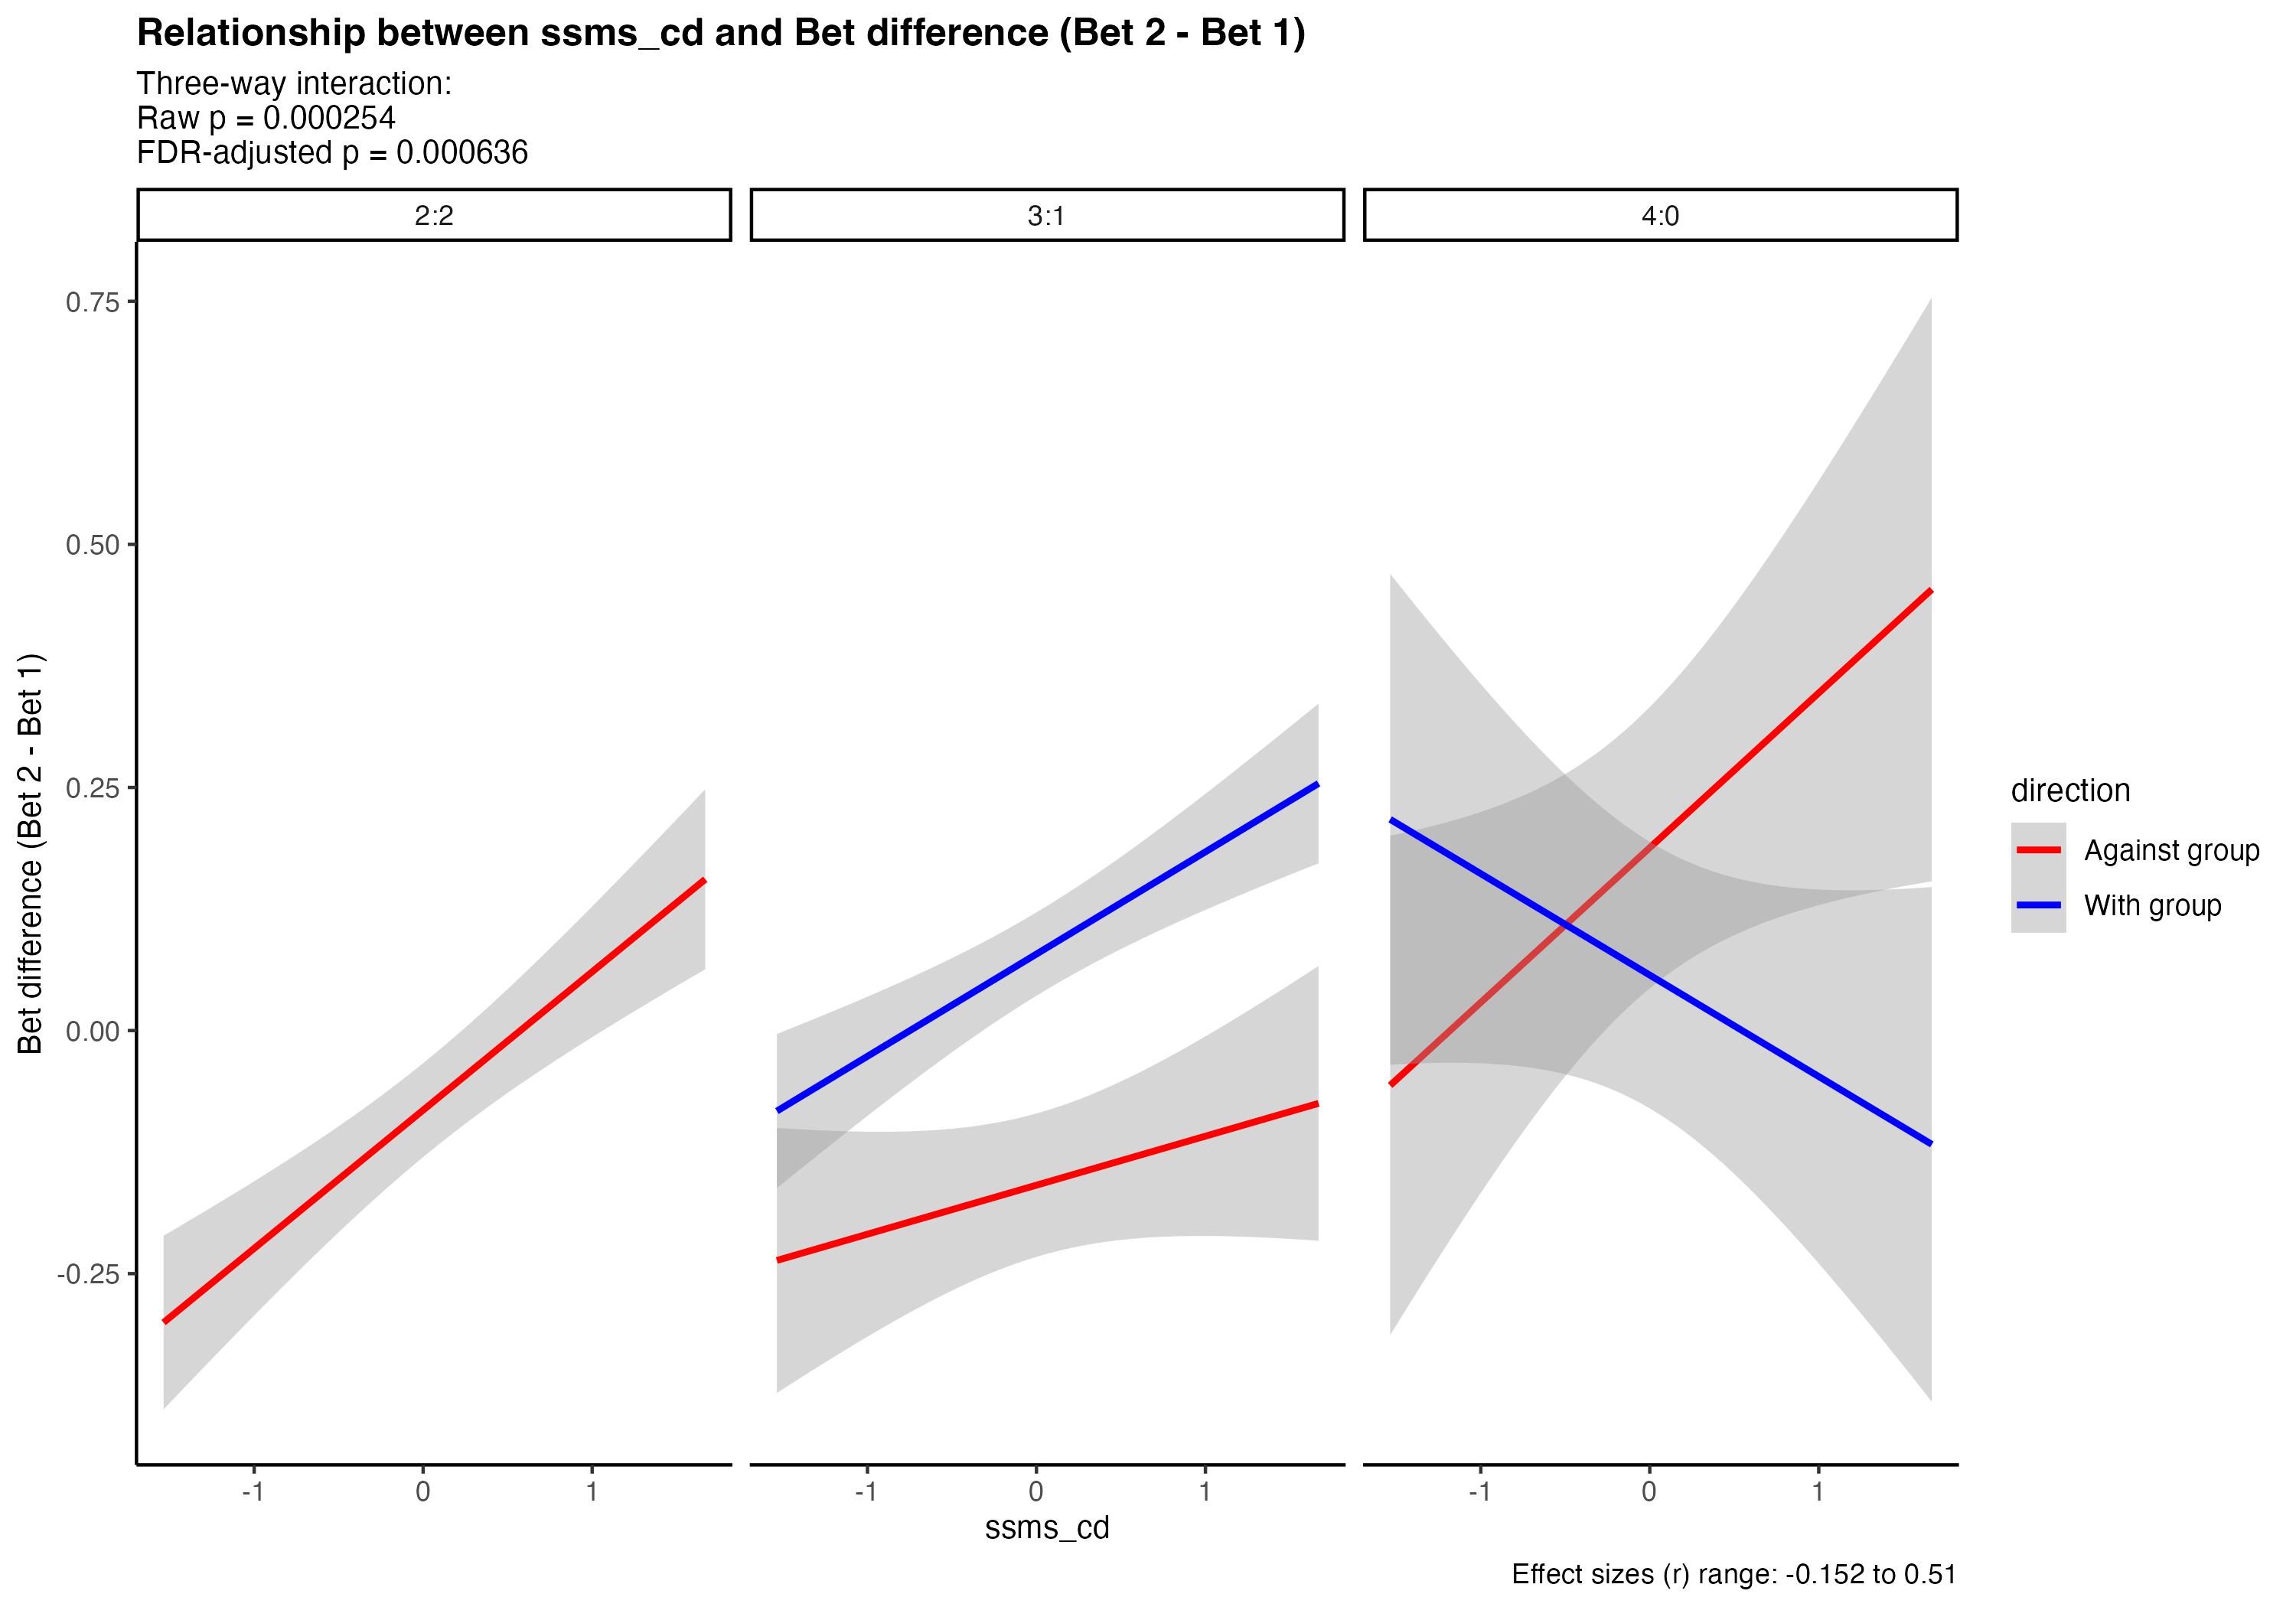 Relationship between ssms_cd and Bet difference (Bet 2 - Bet 1)
Three-way interaction:
Raw p = 0.000254
FDR-adjusted p = 0.000636
2:2
3:1
4:0
0.75
0.50
0.25
0.00
-0.25
Bet difference (Bet 2 - Bet 1)
-1 0 1
-1 0 1
-1 0 1
ssms_cd
direction
Against group
With group
Effect sizes (r) range: -0.152 to 0.51